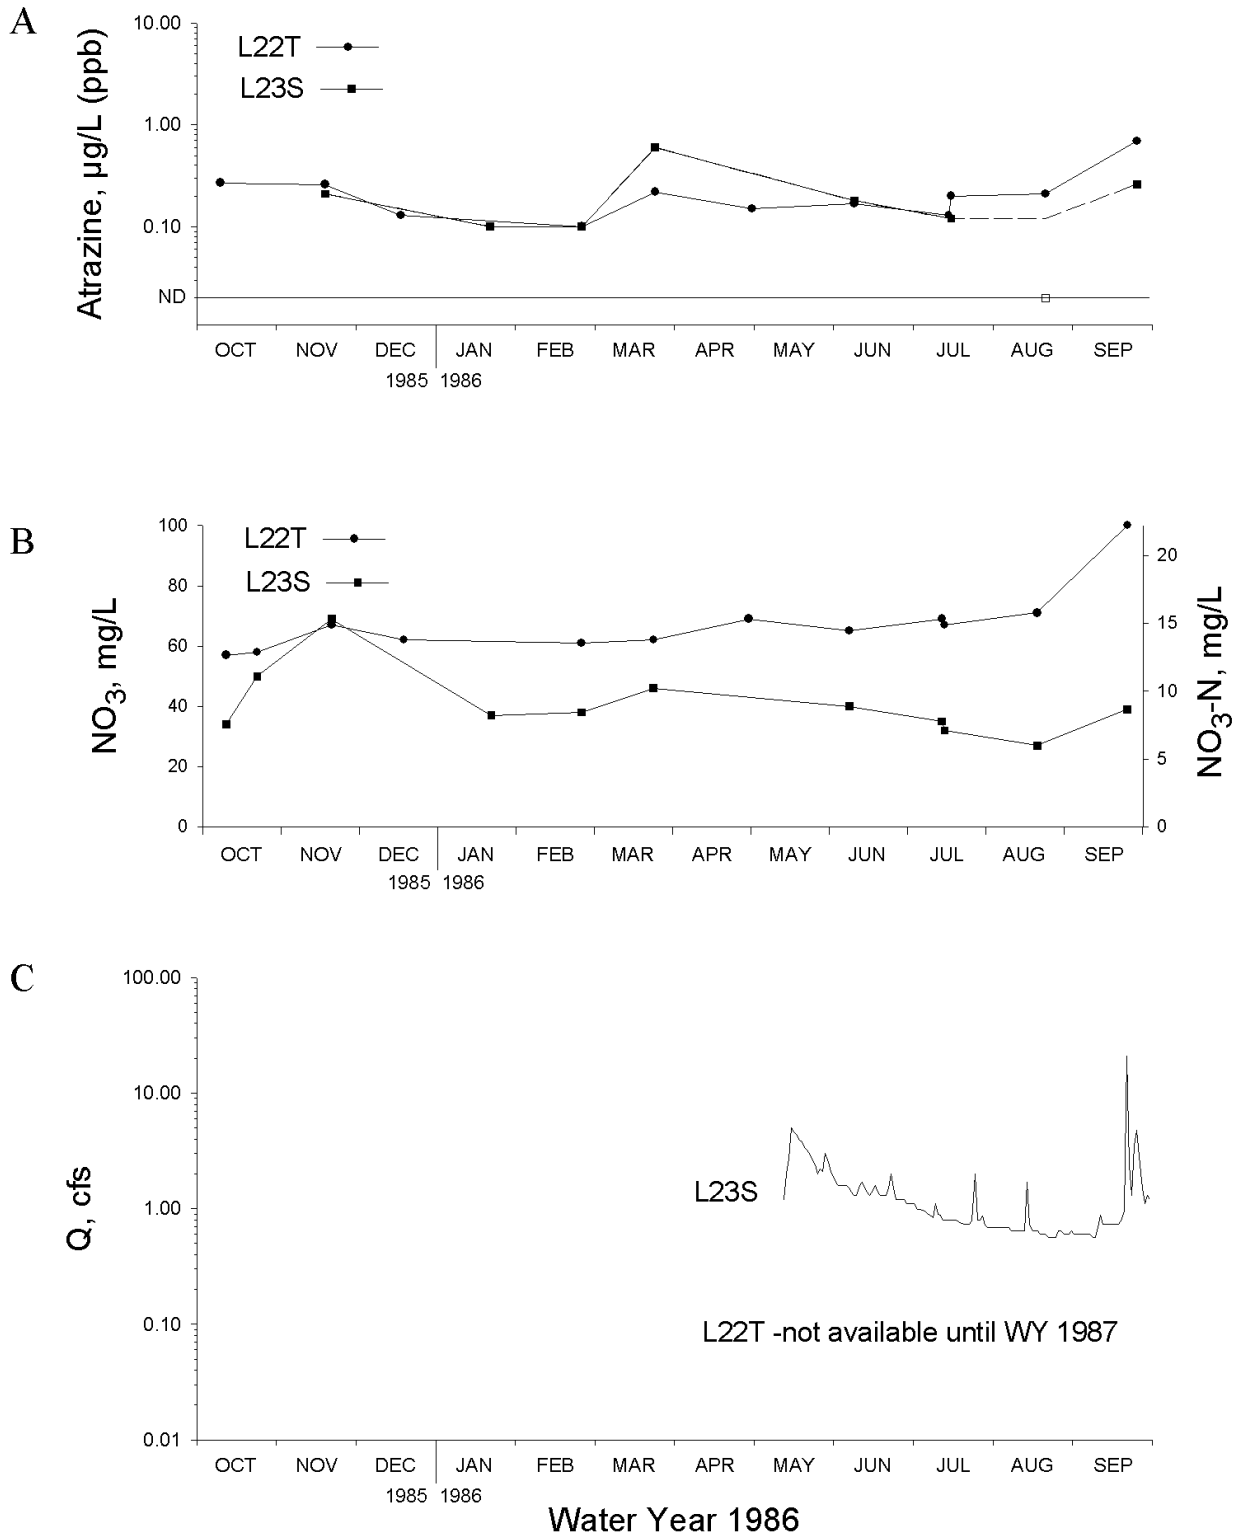 A
10.00
1.00
0.10
ND
Atrazine, µg/L (ppb)
L22T
L23S
OCT NOV DEC JAN FEB MAR APR MAY JUN JUL AUG SEP
1985 1986
B
100
80
60
40
20
0
NO3, mg/L
L22T
L23S
20
15
10
5
0
NO3-N, mg/L
OCT NOV DEC JAN FEB MAR APR MAY JUN JUL AUG SEP
1985 1986
C
100.00
10.00
1.00
0.10
0.01
Q, cfs
L23S
L22T -not available until WY 1987
OCT NOV DEC JAN FEB MAR APR MAY JUN JUL AUG SEP
1985 1986
Water Year 1986